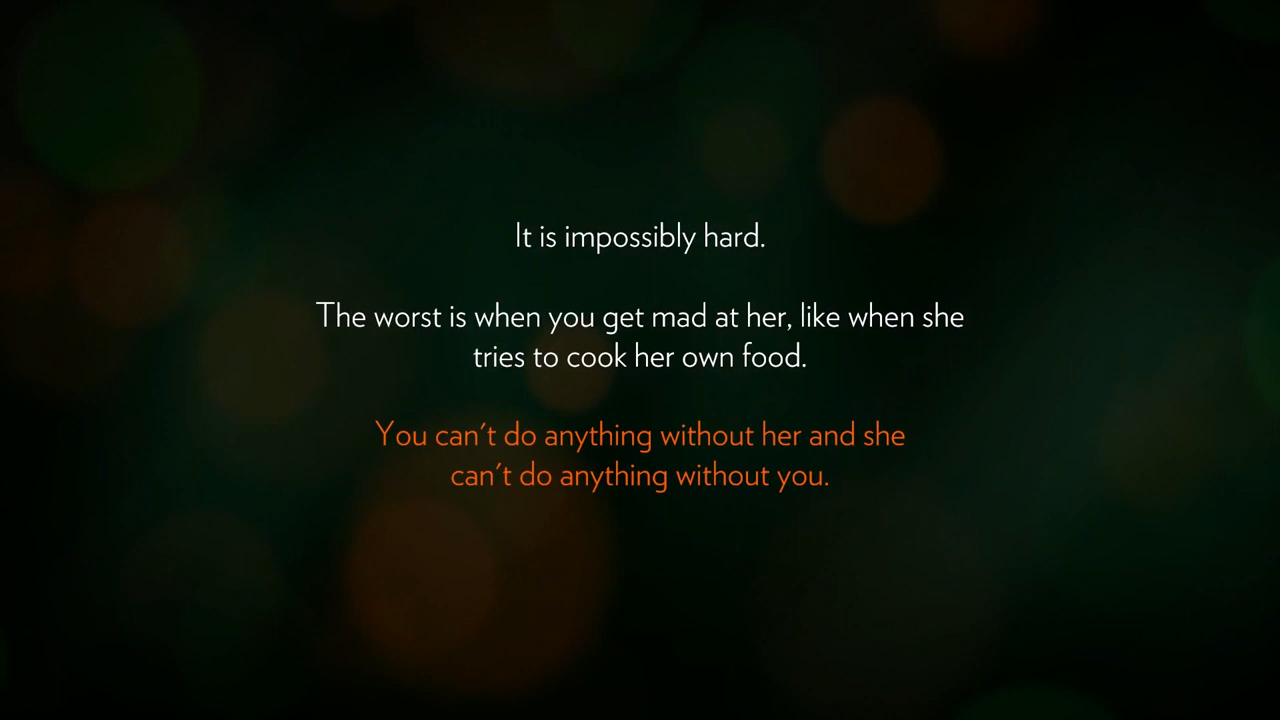 It is impossibly hard.
The worst is when you get mad at her, like when she
tries to cook her own food.
You can't do anything without her and she
can't do anything without you.